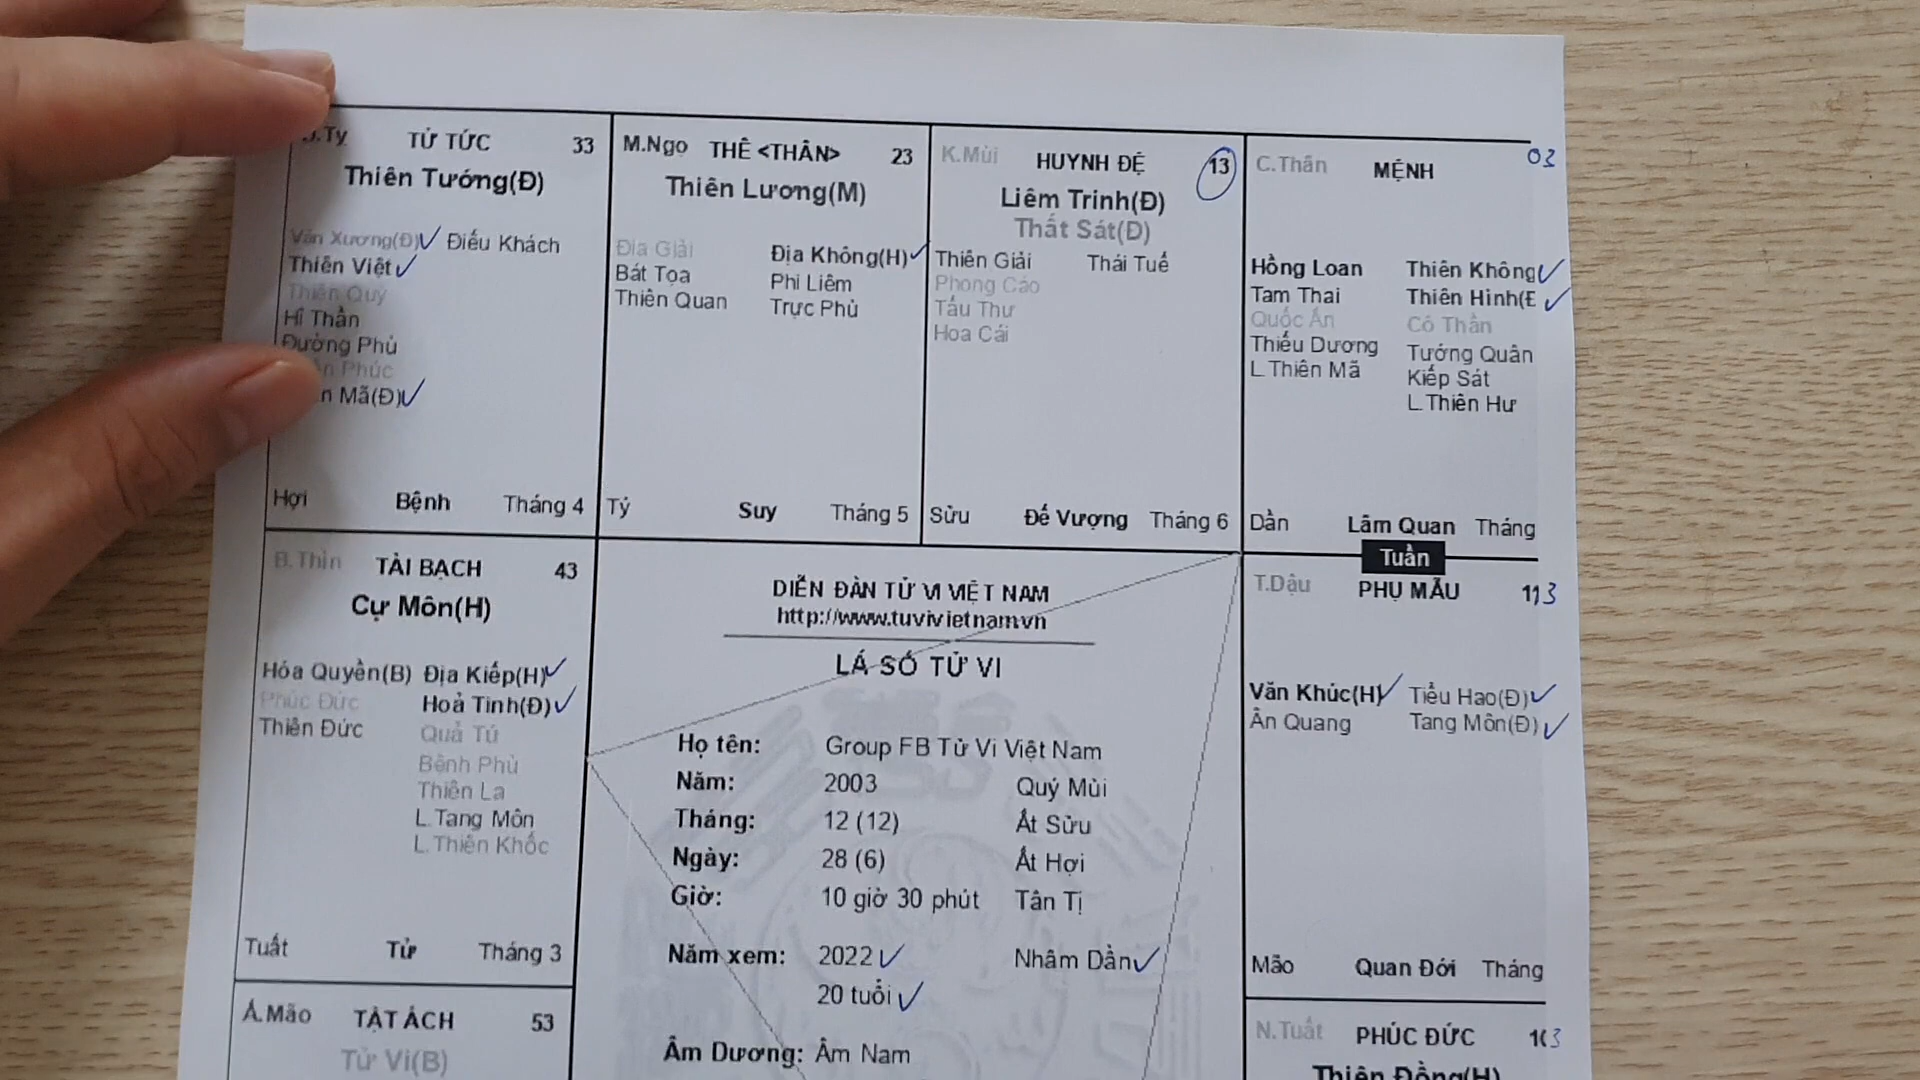 Tỵ TỬ TỨC 33
Thiên Tướng(Đ)
Văn Xương(Đ) ✓ Điếu Khách
Thiên Việt ✓
Thiên Quý
Hỉ Thần
Đường Phù
Phúc
Mã(Đ) ✓
Hợi Bệnh Tháng 4
M.Ngọ THÊ <THÂN> 23
Thiên Lương(M)
Địa Giải Địa Không(H) ✓
Bát Tọa Phi Liêm
Thiên Quan Trực Phù
Tý Suy Tháng 5
K.Mùi HUYNH ĐỆ 13
Liêm Trinh(Đ)
Thất Sát(Đ)
Thiên Giải Thái Tuế
Phong Cáo
Tấu Thư
Hoa Cái
Sửu Đế Vượng Tháng 6
C.Thân MỆNH 03
Hồng Loan Thiên Không ✓
Tam Thai Thiên Hình(Đ ✓
Quốc Ấn Cô Thần
Thiếu Dương Tướng Quân
L.Thiên Mã Kiếp Sát
L.Thiên Hư
Dần Lâm Quan Tháng
Tuần
B.Thìn TÀI BẠCH 43
Cự Môn(H)
Hóa Quyền(B) Địa Kiếp(H) ✓
Phúc Đức Hoả Tinh(Đ) ✓
Thiên Đức Quả Tú
Bệnh Phù
Thiên La
L.Tang Môn
L.Thiên Khốc
Tuất Tử Tháng 3
DIỄN ĐÀN TỬ VI VIỆT NAM
http://www.tuvivietnam.vn
LÁ SỐ TỬ VI
Họ tên: Group FB Tử Vi Việt Nam
Năm: 2003 Quý Mùi
Tháng: 12 (12) Ất Sửu
Ngày: 28 (6) Ất Hợi
Giờ: 10 giờ 30 phút Tân Tị
Năm xem: 2022 ✓ Nhâm Dần ✓
20 tuổi ✓
Âm Dương: Âm Nam
T.Dậu PHỤ MẪU 113
Văn Khúc(H) ✓ Tiểu Hao(Đ) ✓
Ân Quang Tang Môn(Đ) ✓
Mão Quan Đới Tháng
Ấ.Mão TẬT ÁCH 53
Tử Vi(B)
N.Tuất PHÚC ĐỨC 103
Thiên Đồng(H)